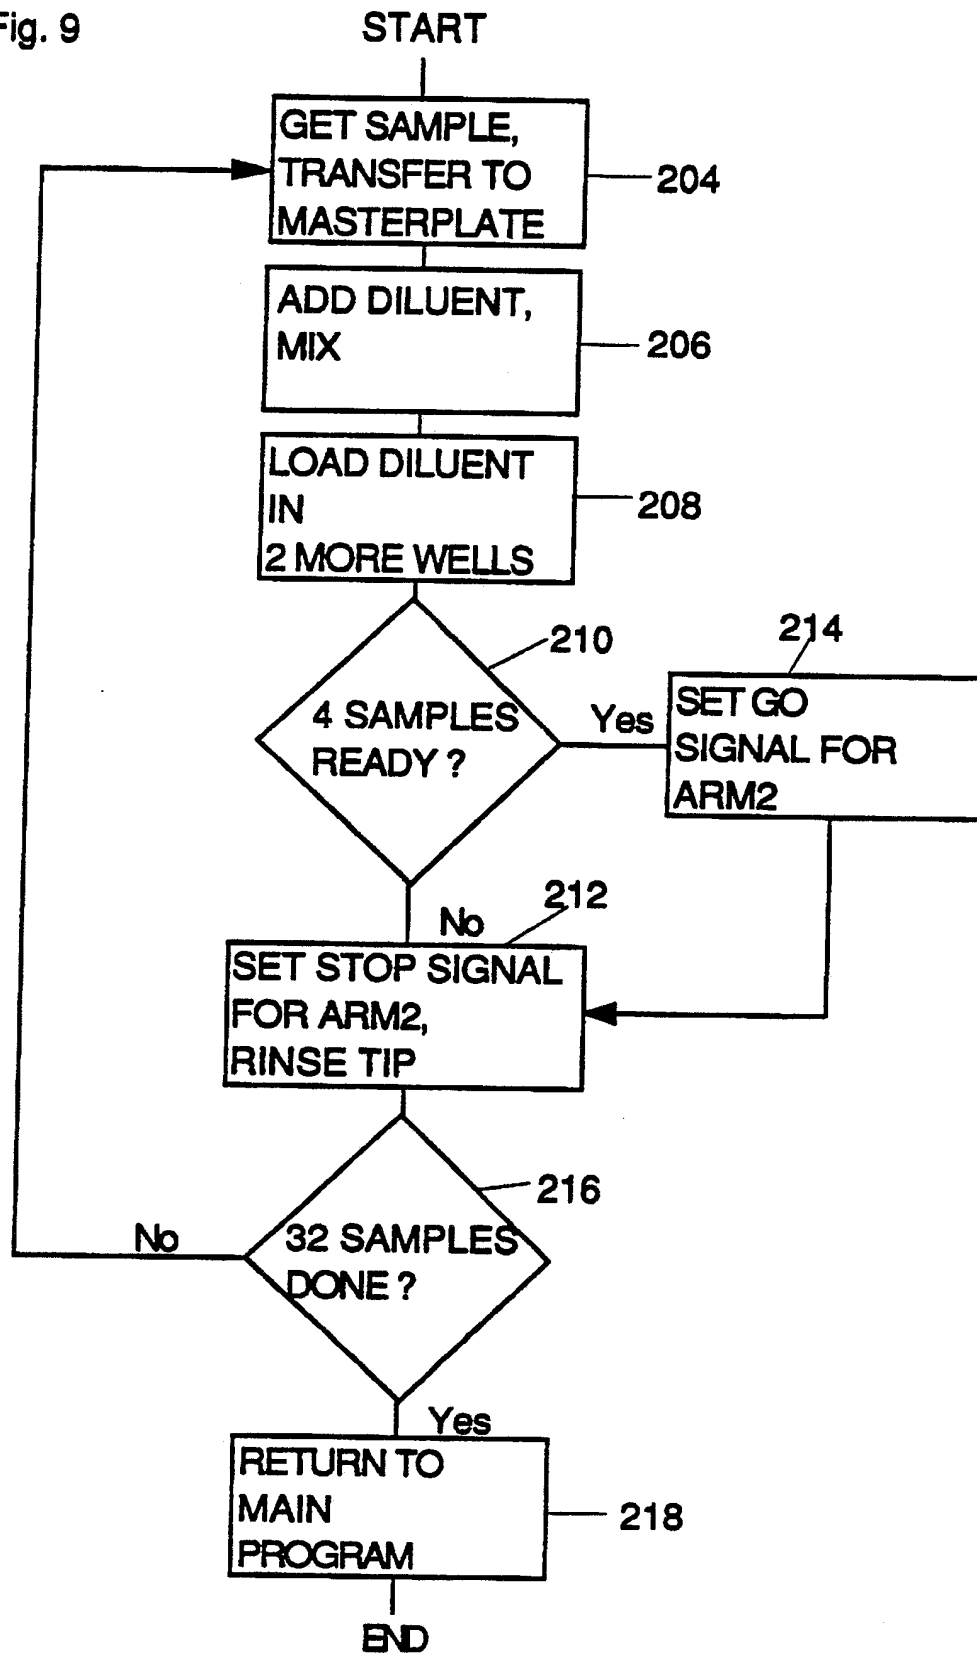 Fig. 9
START
GET SAMPLE,
TRANSFER TO
MASTERPLATE
204
ADD DILUENT,
MIX
206
LOAD DILUENT
IN
2 MORE WELLS
208
210
4 SAMPLES
READY ?
Yes
214
SET GO
SIGNAL FOR
ARM2
No
212
SET STOP SIGNAL
FOR ARM2,
RINSE TIP
216
32 SAMPLES
DONE ?
No
Yes
RETURN TO
MAIN
PROGRAM
218
END